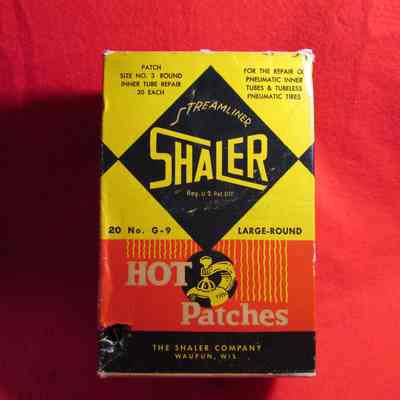 PATCH
SIZE NO. 3 ROUND
INNER TUBE REPAIR
20 EACH
FOR THE REPAIR OF
PNEUMATIC INNER
TUBES & TUBELESS
PNEUMATIC TIRES
STREAMLINER
SHALER
Reg. U.S. Pat. Off.
20 No. G-9
LARGE-ROUND
HOT
Patches
THE SHALER COMPANY
WAUPUN, WIS.